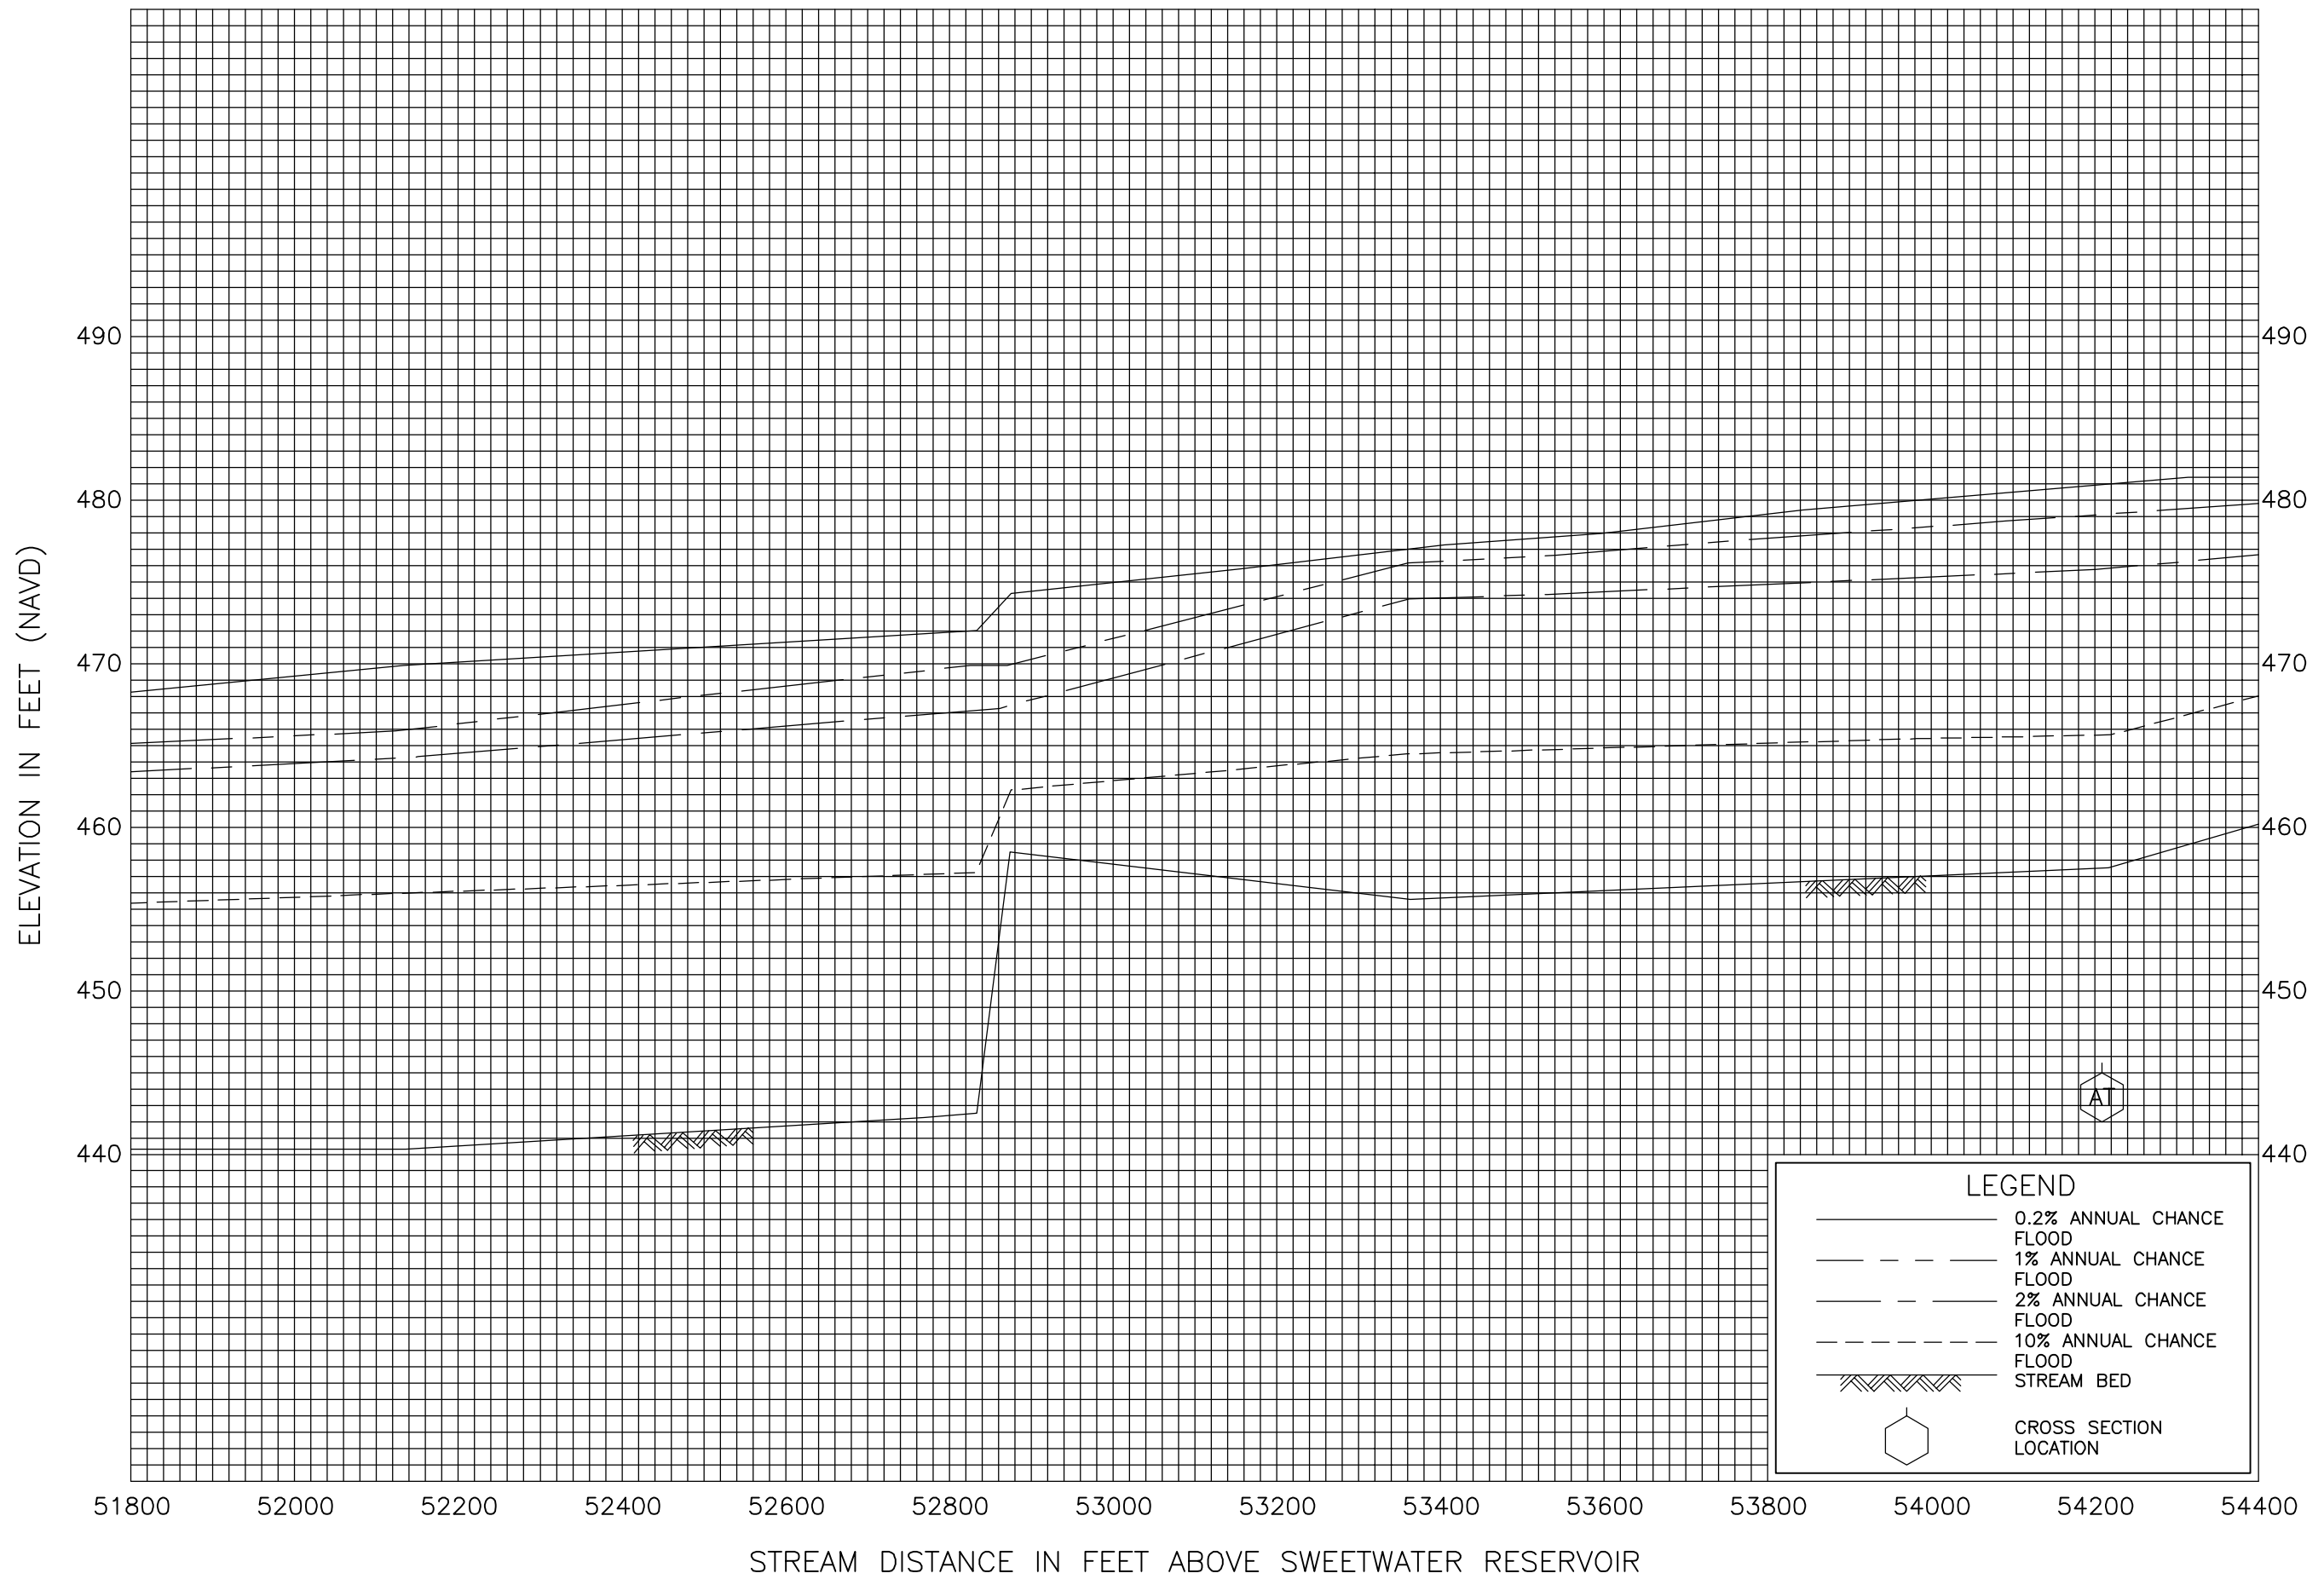 ELEVATION IN FEET (NAVD)
490
490
480
480
470
470
460
460
450
450
440
440
AT
LEGEND
0.2% ANNUAL CHANCE
FLOOD
1% ANNUAL CHANCE
FLOOD
2% ANNUAL CHANCE
FLOOD
10% ANNUAL CHANCE
FLOOD
STREAM BED
CROSS SECTION
LOCATION
51800 52000 52200 52400 52600 52800 53000 53200 53400 53600 53800 54000 54200 54400
STREAM DISTANCE IN FEET ABOVE SWEETWATER RESERVOIR